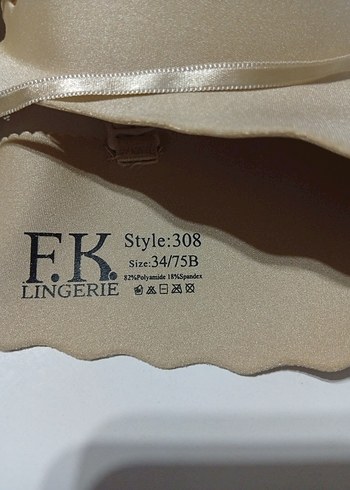 F.K.
LINGERIE
Style:308
Size:34/75B
82%Polyamide 18%Spandex